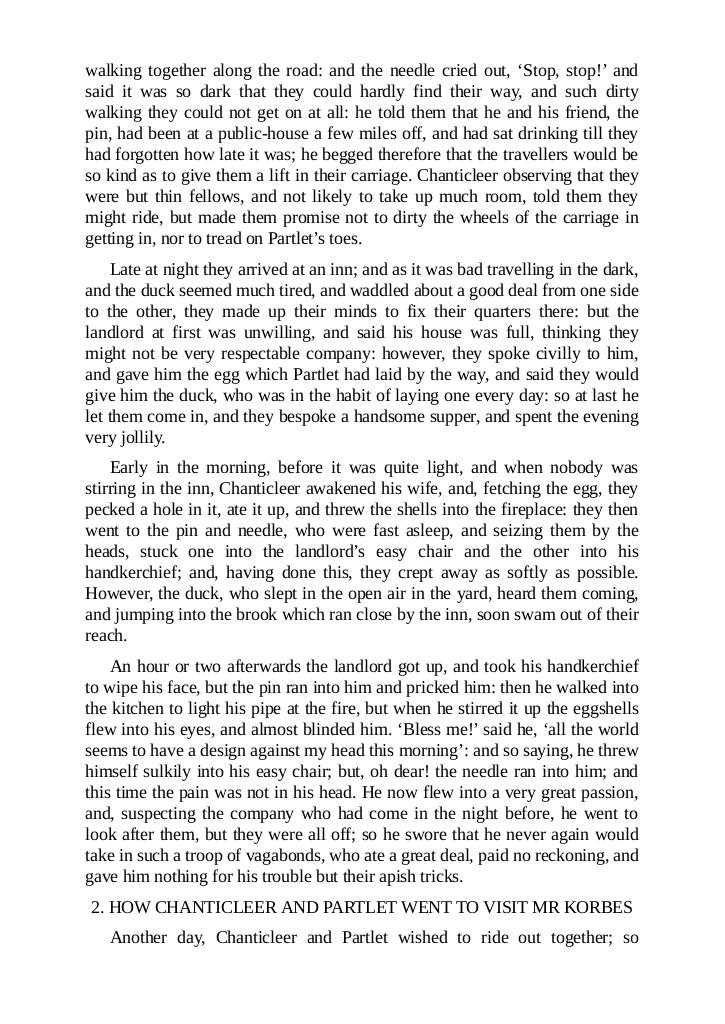 walking together along the road: and the needle cried out, ‘Stop, stop!’ and
said it was so dark that they could hardly find their way, and such dirty
walking they could not get on at all: he told them that he and his friend, the
pin, had been at a public-house a few miles off, and had sat drinking till they
had forgotten how late it was; he begged therefore that the travellers would be
so kind as to give them a lift in their carriage. Chanticleer observing that they
were but thin fellows, and not likely to take up much room, told them they
might ride, but made them promise not to dirty the wheels of the carriage in
getting in, nor to tread on Partlet’s toes.
Late at night they arrived at an inn; and as it was bad travelling in the dark,
and the duck seemed much tired, and waddled about a good deal from one side
to the other, they made up their minds to fix their quarters there: but the
landlord at first was unwilling, and said his house was full, thinking they
might not be very respectable company: however, they spoke civilly to him,
and gave him the egg which Partlet had laid by the way, and said they would
give him the duck, who was in the habit of laying one every day: so at last he
let them come in, and they bespoke a handsome supper, and spent the evening
very jollily.
Early in the morning, before it was quite light, and when nobody was
stirring in the inn, Chanticleer awakened his wife, and, fetching the egg, they
pecked a hole in it, ate it up, and threw the shells into the fireplace: they then
went to the pin and needle, who were fast asleep, and seizing them by the
heads, stuck one into the landlord’s easy chair and the other into his
handkerchief; and, having done this, they crept away as softly as possible.
However, the duck, who slept in the open air in the yard, heard them coming,
and jumping into the brook which ran close by the inn, soon swam out of their
reach.
An hour or two afterwards the landlord got up, and took his handkerchief
to wipe his face, but the pin ran into him and pricked him: then he walked into
the kitchen to light his pipe at the fire, but when he stirred it up the eggshells
flew into his eyes, and almost blinded him. ‘Bless me!’ said he, ‘all the world
seems to have a design against my head this morning’: and so saying, he threw
himself sulkily into his easy chair; but, oh dear! the needle ran into him; and
this time the pain was not in his head. He now flew into a very great passion,
and, suspecting the company who had come in the night before, he went to
look after them, but they were all off; so he swore that he never again would
take in such a troop of vagabonds, who ate a great deal, paid no reckoning, and
gave him nothing for his trouble but their apish tricks.
2. HOW CHANTICLEER AND PARTLET WENT TO VISIT MR KORBES
Another day, Chanticleer and Partlet wished to ride out together; so